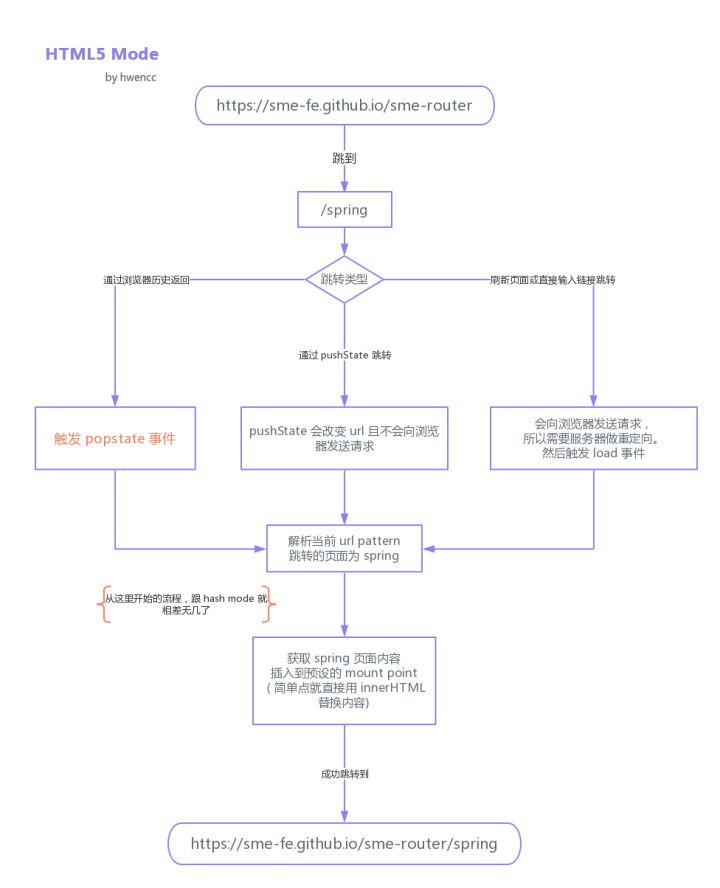 HTML5 Mode
by hwencc
https://sme-fe.github.io/sme-router
跳到
/spring
跳转类型
通过浏览器历史返回
刷新页面或直接输入链接跳转
通过 pushState 跳转
触发 popstate 事件
pushState 会改变 url 且不会向浏览
器发送请求
会向浏览器发送请求，
所以需要服务器做重定向。
然后触发 load 事件
解析当前 url pattern
跳转的页面为 spring
从这里开始的流程，跟 hash mode 就
相差无几了
获取 spring 页面内容
插入到预设的 mount point
( 简单点就直接用 innerHTML
替换内容)
成功跳转到
https://sme-fe.github.io/sme-router/spring